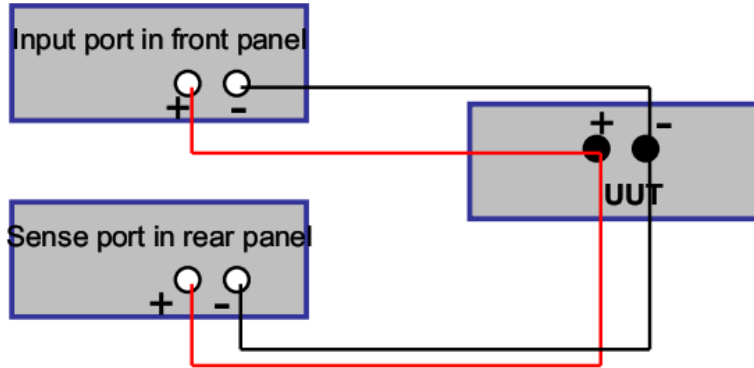 Input port in front panel
+ -
+ -
UUT
Sense port in rear panel
+ -